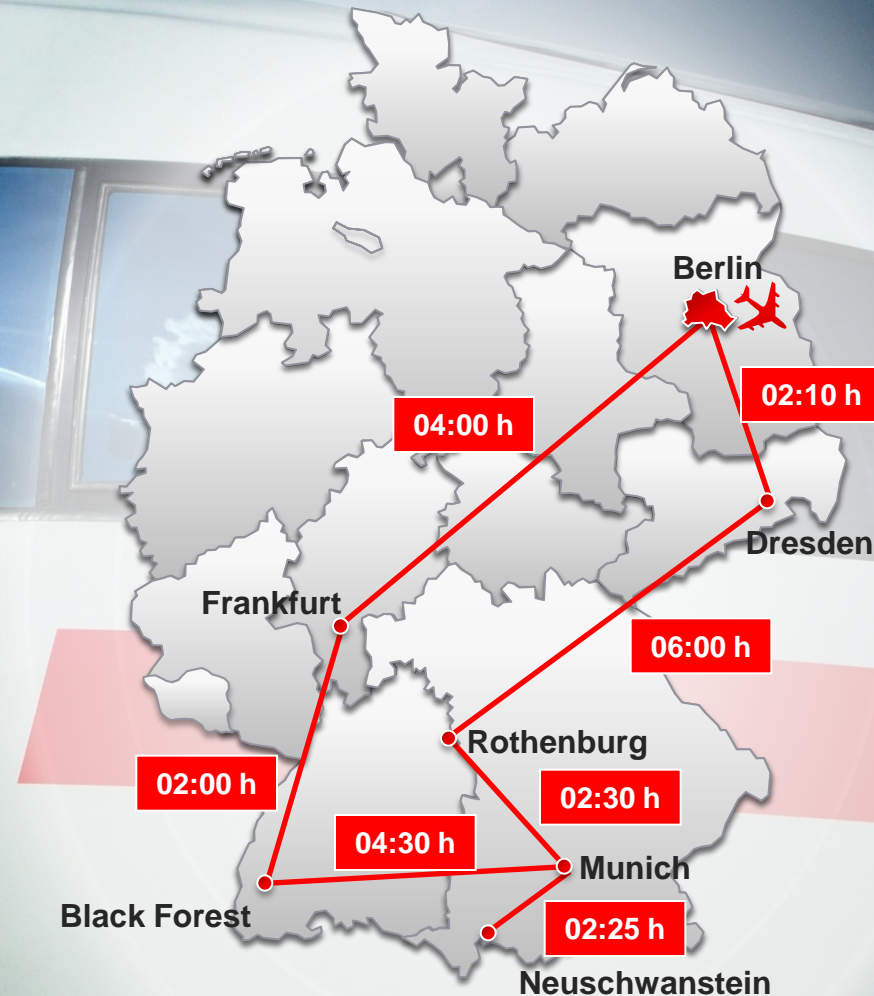 Berlin
02:10 h
04:00 h
Dresden
Frankfurt
06:00 h
Rothenburg
02:00 h
02:30 h
04:30 h
Munich
Black Forest
02:25 h
Neuschwanstein